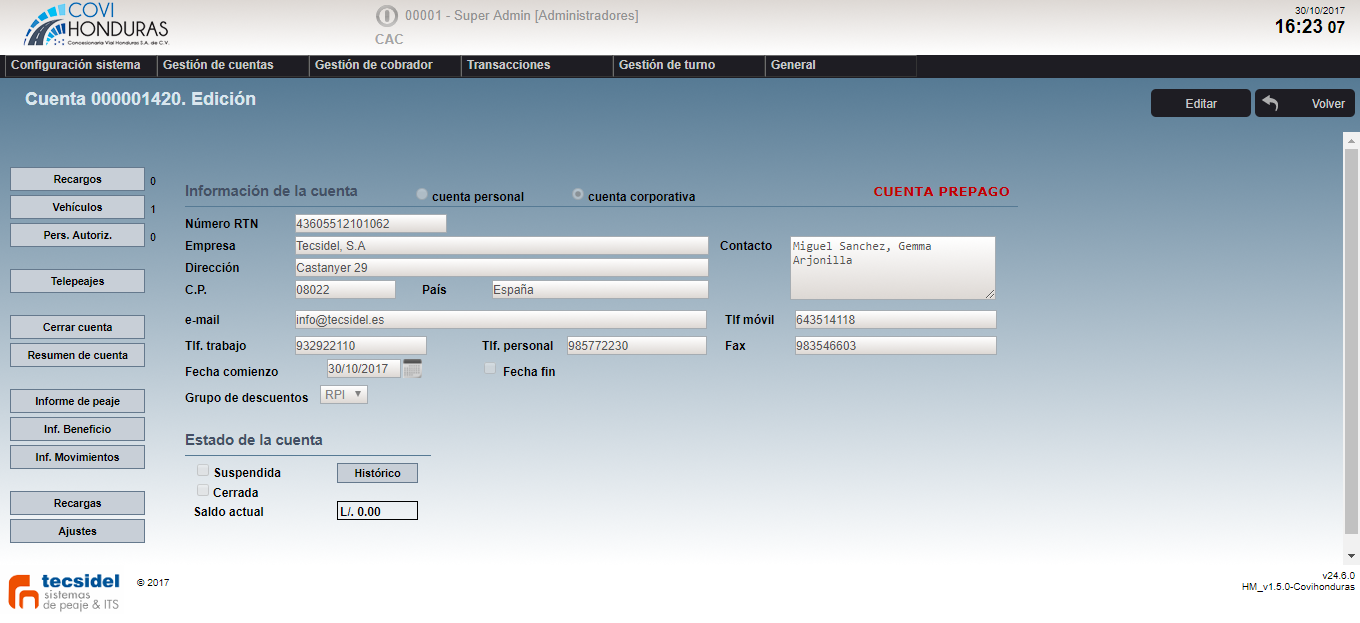 COVI
HONDURAS
Concesionaria Vial Honduras S.A. de C.V.
00001 - Super Admin [Administradores]
CAC
30/10/2017
16:23 07
Configuración sistema
Gestión de cuentas
Gestión de cobrador
Transacciones
Gestión de turno
General
Cuenta 000001420. Edición
Editar
Volver
Recargos 0
Vehículos 1
Pers. Autoriz. 0
Telepeajes
Cerrar cuenta
Resumen de cuenta
Informe de peaje
Inf. Beneficio
Inf. Movimientos
Recargas
Ajustes
Información de la cuenta
cuenta personal
cuenta corporativa
CUENTA PREPAGO
Número RTN 43605512101062
Empresa Tecsidel, S.A
Contacto Miguel Sanchez, Gemma
Arjonilla
Dirección Castanyer 29
C.P. 08022 País España
e-mail info@tecsidel.es Tlf móvil 643514118
Tlf. trabajo 932922110 Tlf. personal 985772230 Fax 983546603
Fecha comienzo 30/10/2017 Fecha fin
Grupo de descuentos RPI
Estado de la cuenta
Suspendida Histórico
Cerrada
Saldo actual L/. 0.00
tecsidel
sistemas
de peaje & ITS
© 2017
v24.6.0
HM_v1.5.0-Covihonduras